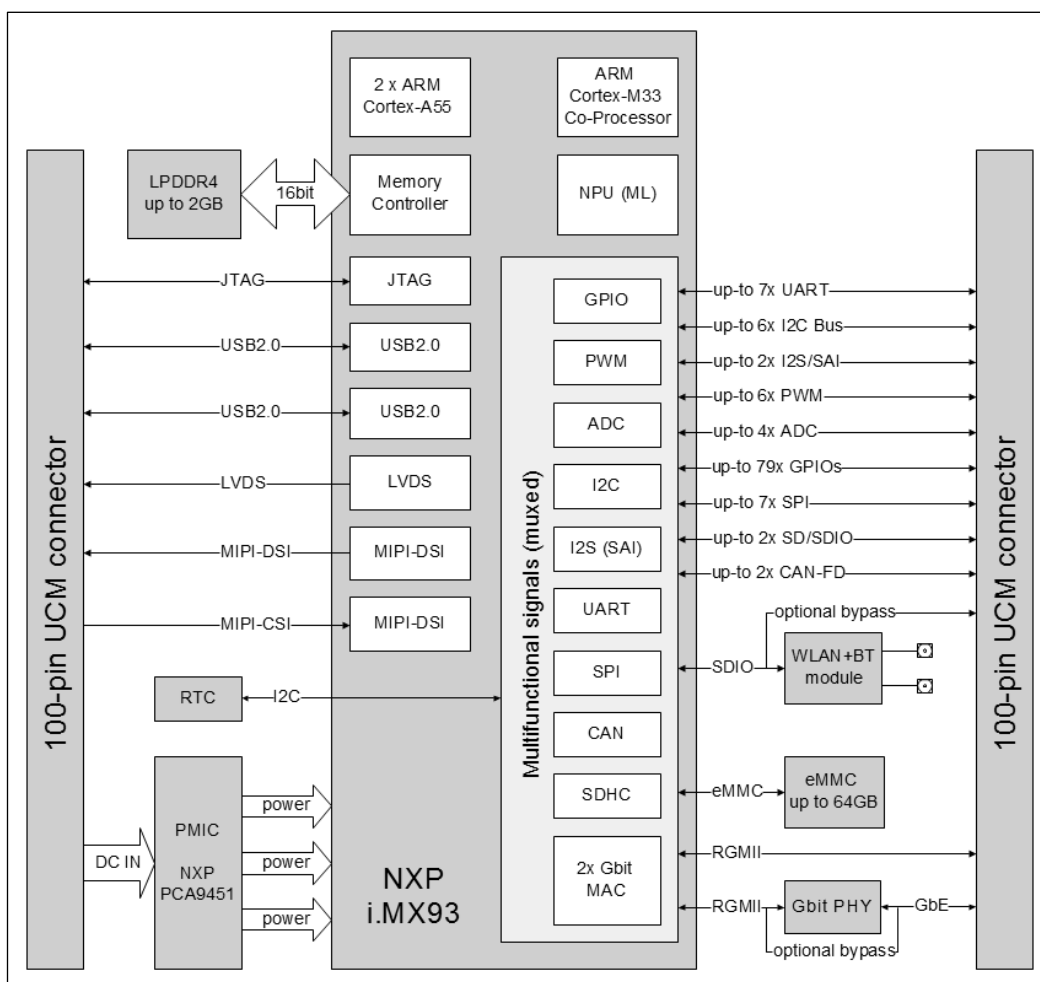 2 x ARM
Cortex-A55
ARM
Cortex-M33
Co-Processor
LPDDR4
up to 2GB
16bit
Memory
Controller
NPU (ML)
100-pin UCM connector
JTAG
JTAG
USB2.0
USB2.0
USB2.0
USB2.0
LVDS
LVDS
MIPI-DSI
MIPI-DSI
MIPI-CSI
MIPI-DSI
RTC
I2C
PMIC
NXP
PCA9451
DC IN
power
power
power
NXP
i.MX93
Multifunctional signals (muxed)
GPIO
PWM
ADC
I2C
I2S (SAI)
UART
SPI
CAN
SDHC
2x Gbit
MAC
up-to 7x UART
up-to 6x I2C Bus
up-to 2x I2S/SAI
up-to 6x PWM
up-to 4x ADC
up-to 79x GPIOs
up-to 7x SPI
up-to 2x SD/SDIO
up-to 2x CAN-FD
optional bypass
SDIO
WLAN+BT
module
eMMC
eMMC
up to 64GB
RGMII
RGMII
Gbit PHY
GbE
optional bypass
100-pin UCM connector